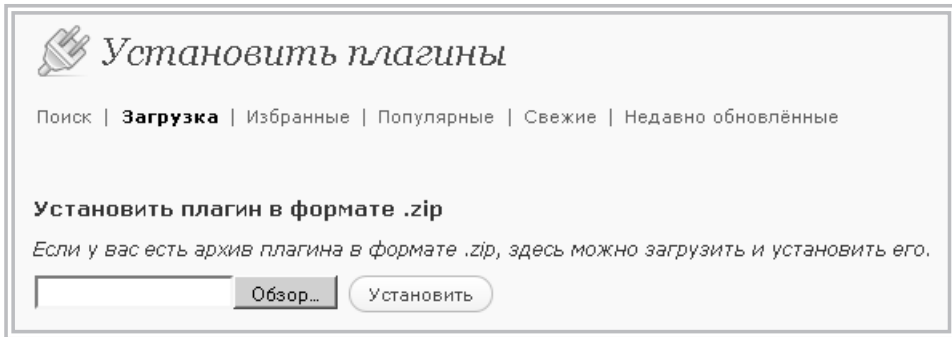 Установить плагины
Поиск | Загрузка | Избранные | Популярные | Свежие | Недавно обновлённые
Установить плагин в формате .zip
Если у вас есть архив плагина в формате .zip, здесь можно загрузить и установить его.
Обзор... Установить